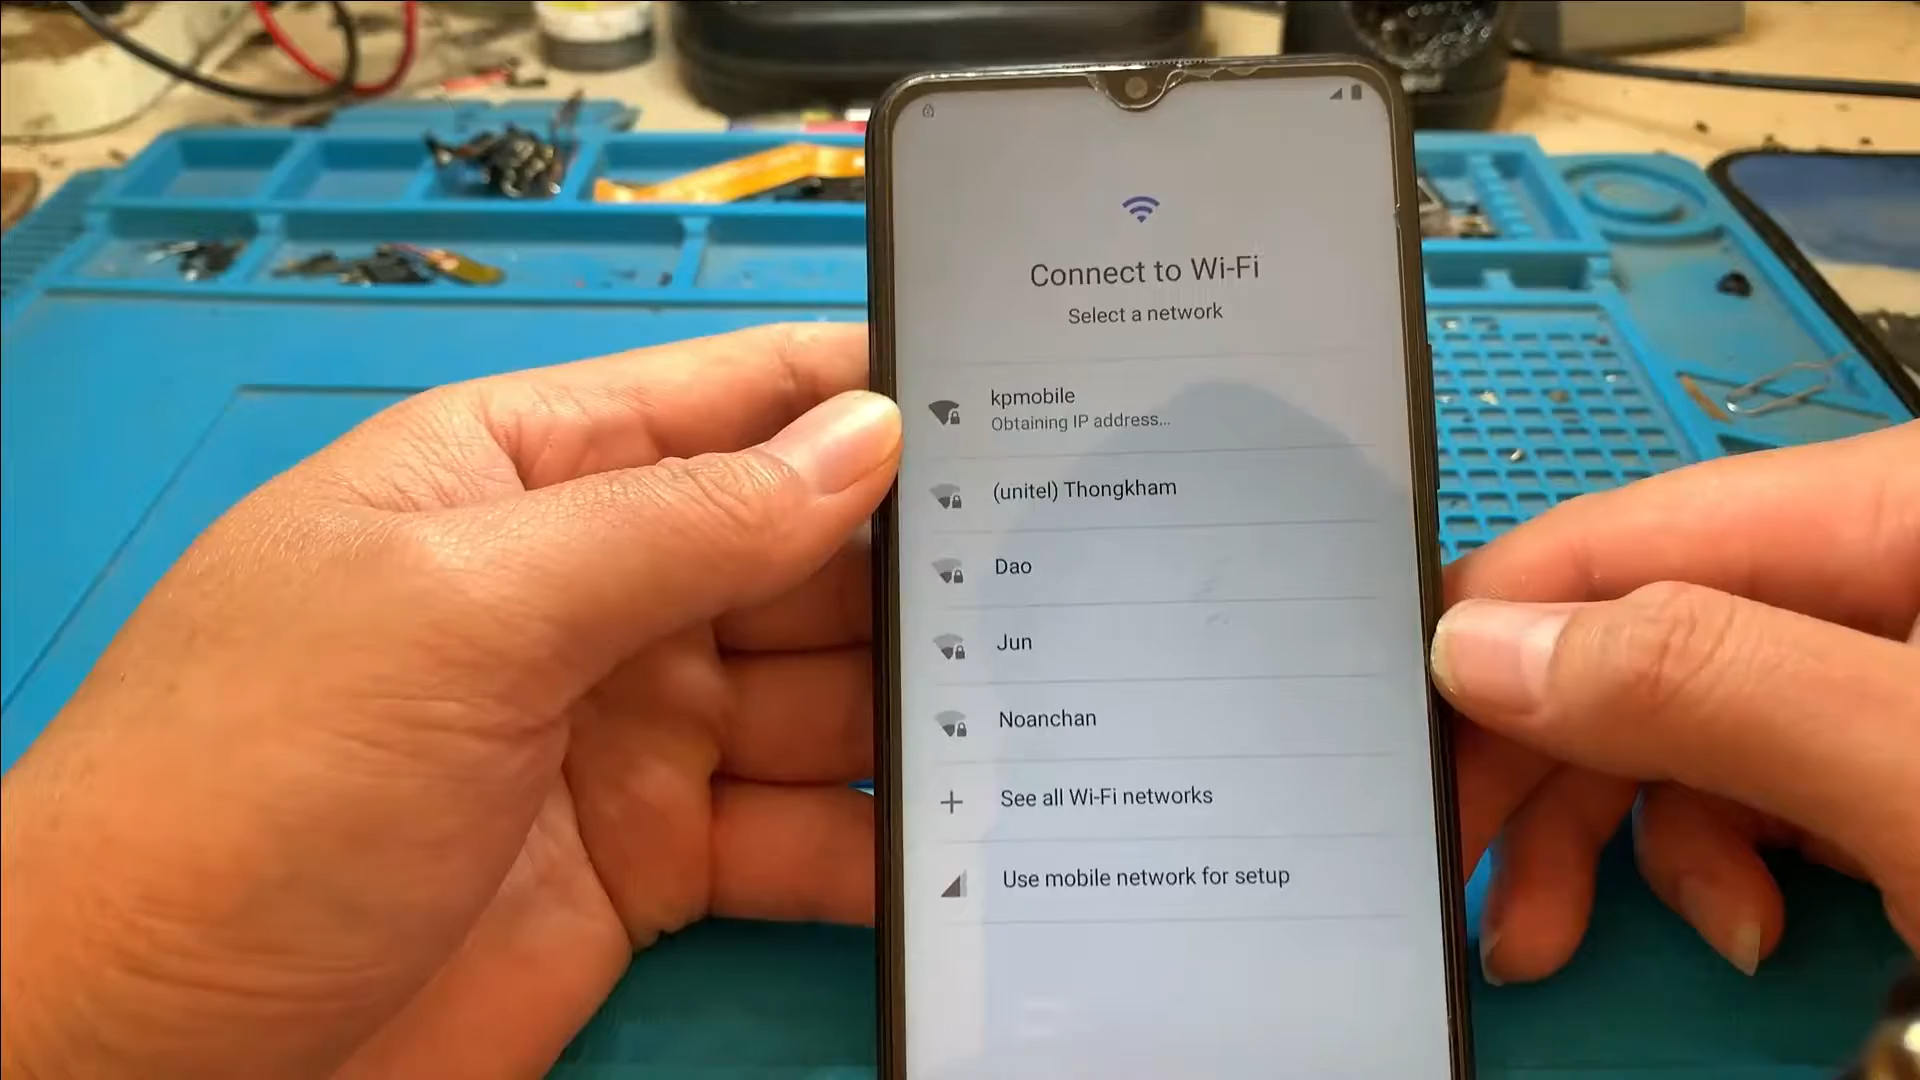 Connect to Wi-Fi
Select a network
kpmobile
Obtaining IP address...
(unitel) Thongkham
Dao
Jun
Noanchan
See all Wi-Fi networks
Use mobile network for setup